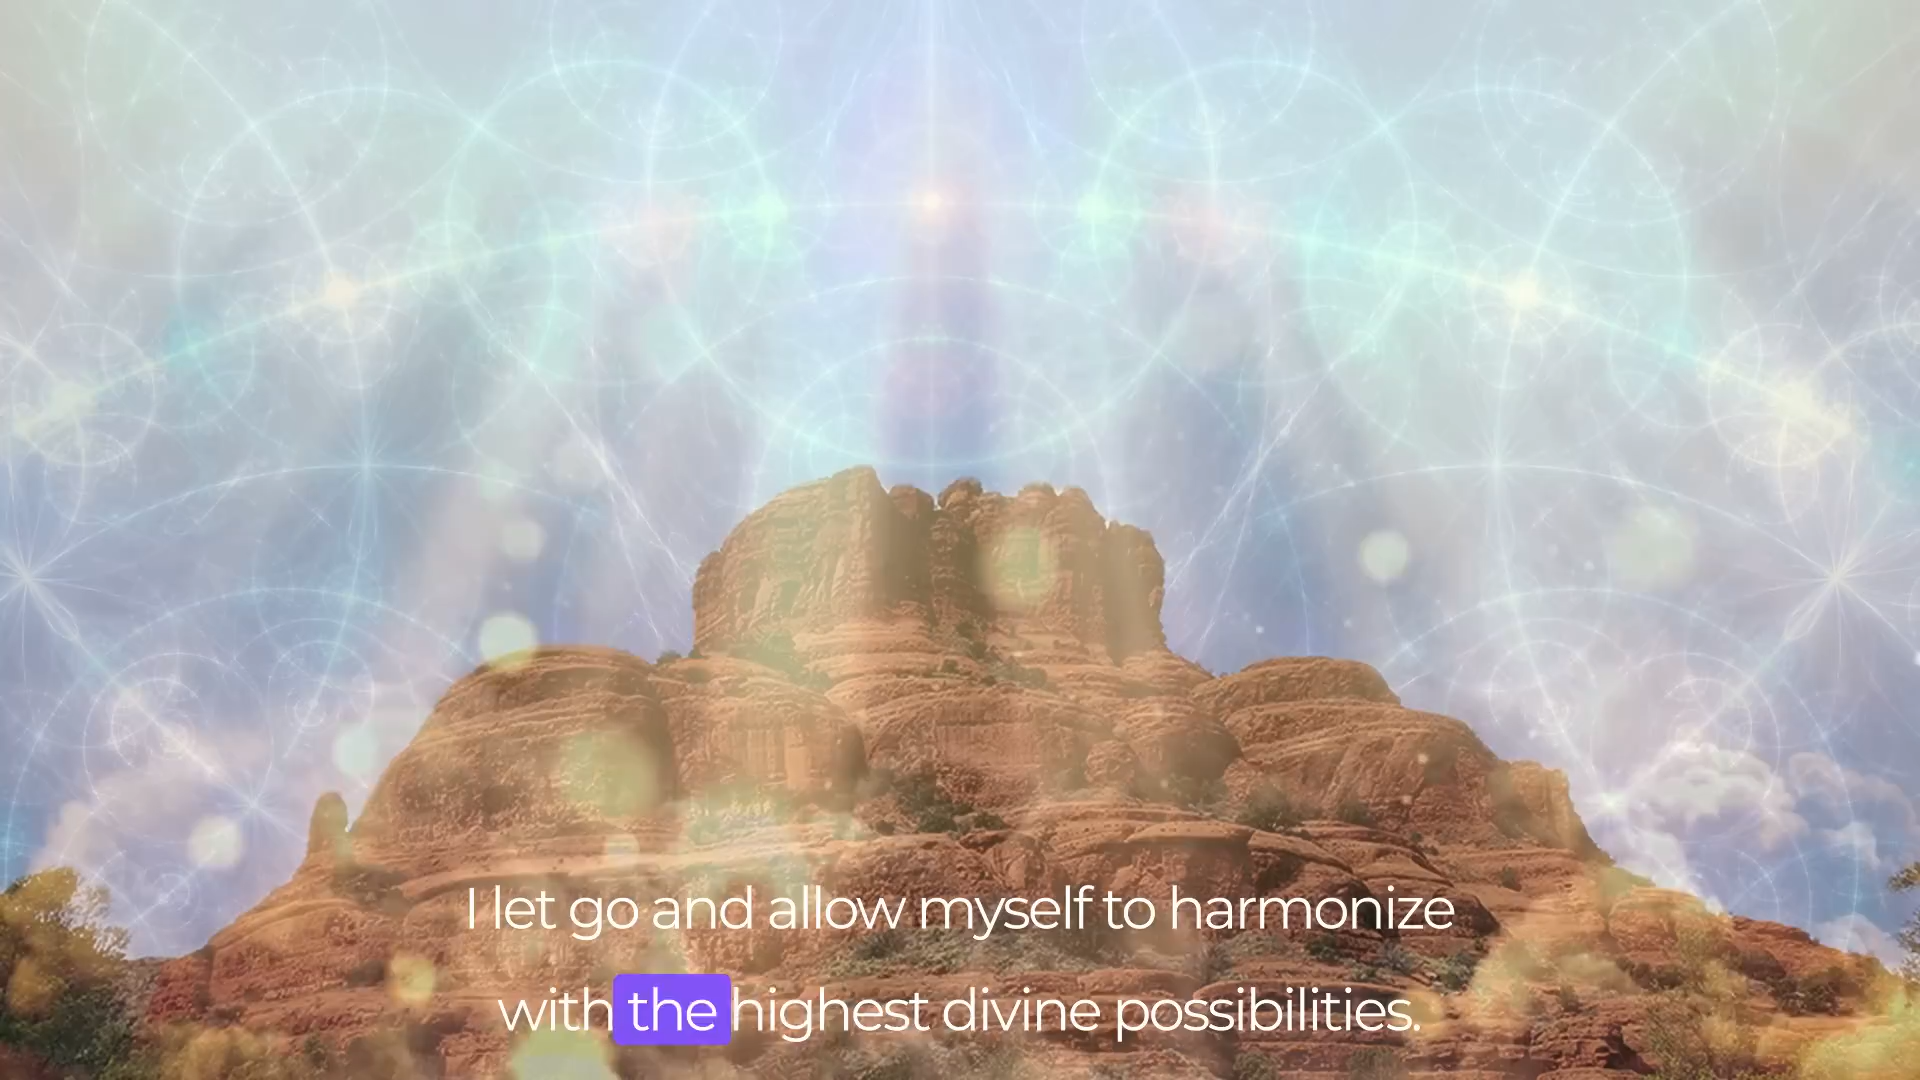 I let go and allow myself to harmonize
with the highest divine possibilities.